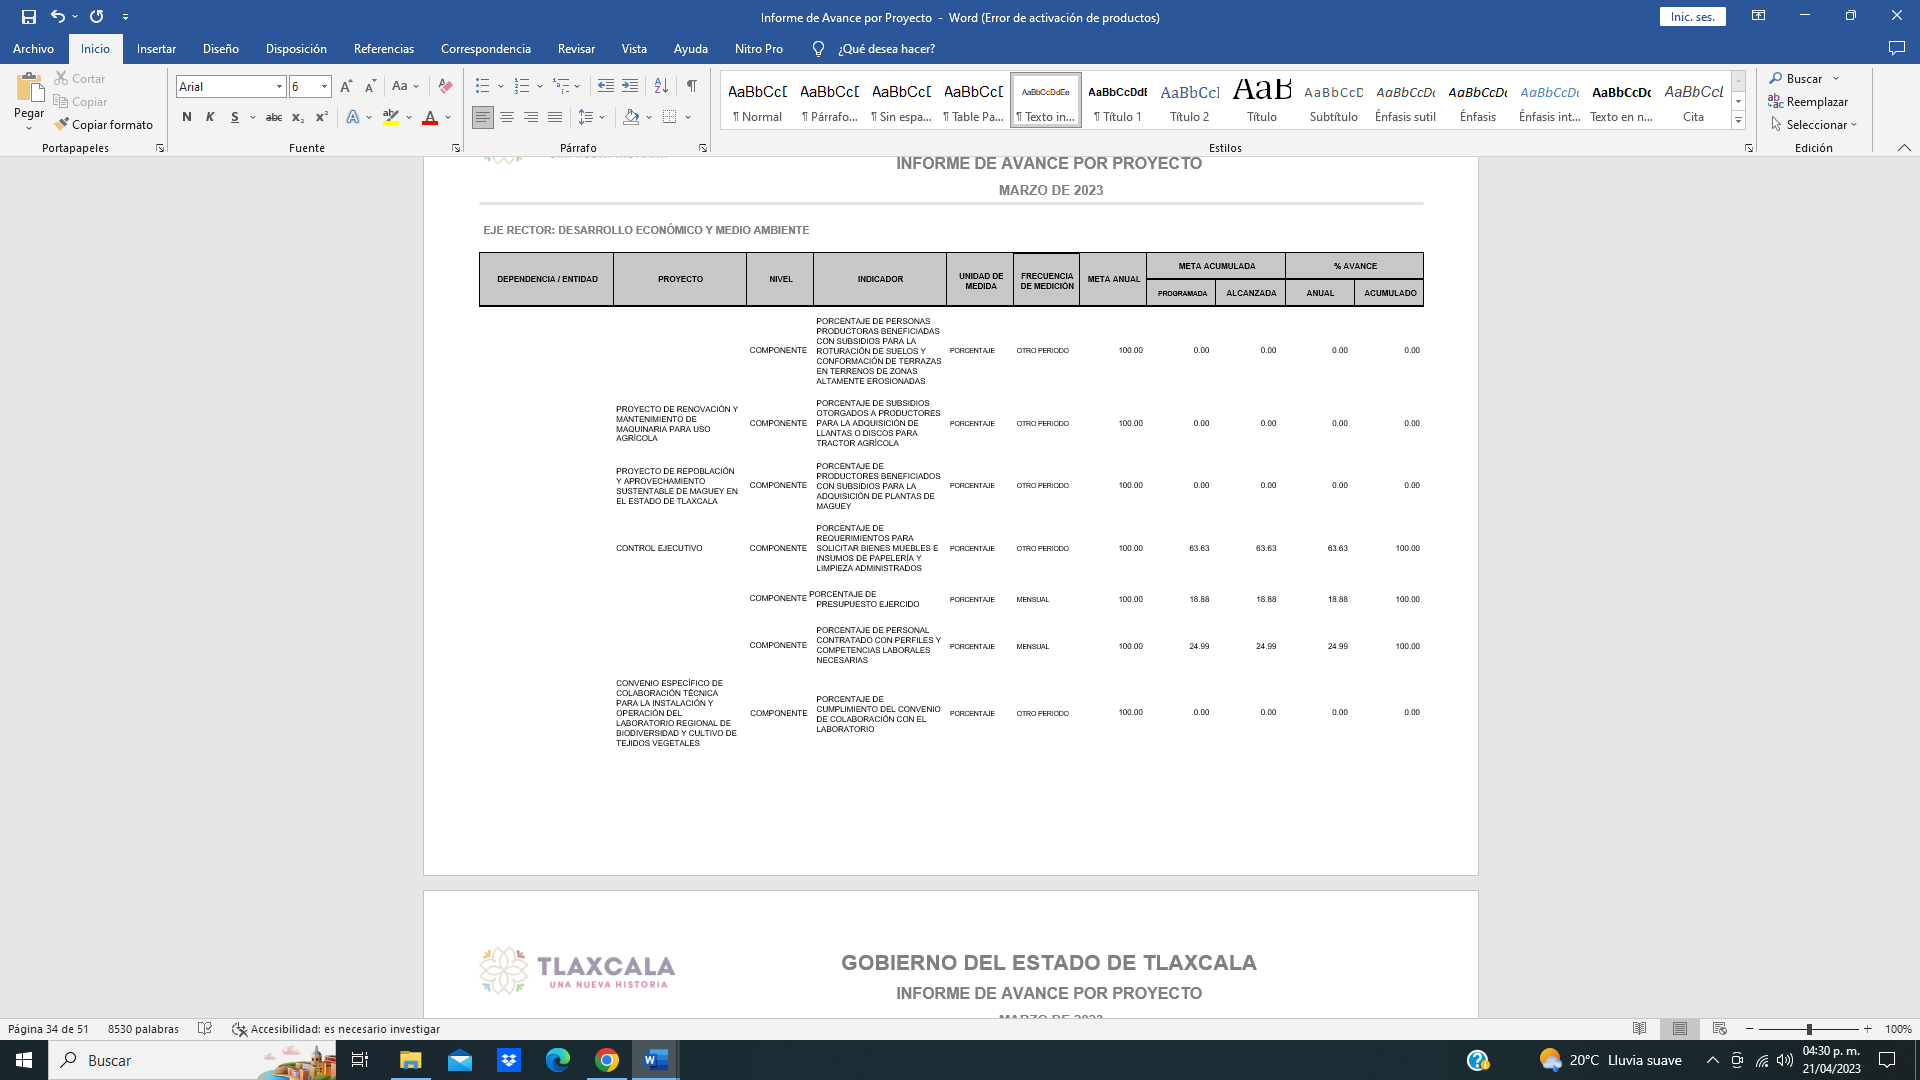 Informe de Avance por Proyecto - Word (Error de activación de productos)
Inic. ses.
Archivo Inicio Insertar Diseño Disposición Referencias Correspondencia Revisar Vista Ayuda Nitro Pro ¿Qué desea hacer?
Pegar
Cortar
Copiar
Copiar formato
Portapapeles
Arial 6
Fuente
Párrafo
AaBbCcI AaBbCcI AaBbCcI AaBbCcI AaBbCcDdEe AaBbCcDdE AaBbCcI AaB AaBbCcD AaBbCcDc AaBbCcDc AaBbCcDc AaBbCcDc AaBbCcL
¶ Normal ¶ Párrafo... ¶ Sin espa... ¶ Table Pa... ¶ Texto in... ¶ Título 1 Título 2 Título Subtítulo Énfasis sutil Énfasis Énfasis int... Texto en n... Cita
Estilos
Buscar
Reemplazar
Seleccionar
Edición
INFORME DE AVANCE POR PROYECTO
MARZO DE 2023
EJE RECTOR: DESARROLLO ECONÓMICO Y MEDIO AMBIENTE
DEPENDENCIA / ENTIDAD PROYECTO NIVEL INDICADOR UNIDAD DE MEDIDA FRECUENCIA DE MEDICIÓN META ANUAL META ACUMULADA % AVANCE
PROGRAMADA ALCANZADA ANUAL ACUMULADO
PORCENTAJE DE PERSONAS
PRODUCTORAS BENEFICIADAS
CON SUBSIDIOS PARA LA
COMPONENTE ROTURACIÓN DE SUELOS Y PORCENTAJE OTRO PERIODO 100.00 0.00 0.00 0.00 0.00
CONFORMACIÓN DE TERRAZAS
EN TERRENOS DE ZONAS
ALTAMENTE EROSIONADAS
PORCENTAJE DE SUBSIDIOS
PROYECTO DE RENOVACIÓN Y OTORGADOS A PRODUCTORES
MANTENIMIENTO DE COMPONENTE PARA LA ADQUISICIÓN DE PORCENTAJE OTRO PERIODO 100.00 0.00 0.00 0.00 0.00
MAQUINARIA PARA USO LLANTAS O DISCOS PARA
AGRÍCOLA TRACTOR AGRÍCOLA
PORCENTAJE DE
PROYECTO DE REPOBLACIÓN PRODUCTORES BENEFICIADOS
Y APROVECHAMIENTO COMPONENTE CON SUBSIDIOS PARA LA PORCENTAJE OTRO PERIODO 100.00 0.00 0.00 0.00 0.00
SUSTENTABLE DE MAGUEY EN ADQUISICIÓN DE PLANTAS DE
EL ESTADO DE TLAXCALA MAGUEY
PORCENTAJE DE
REQUERIMIENTOS PARA
CONTROL EJECUTIVO COMPONENTE SOLICITAR BIENES MUEBLES E PORCENTAJE OTRO PERIODO 100.00 63.63 63.63 63.63 100.00
INSUMOS DE PAPELERÍA Y
LIMPIEZA ADMINISTRADOS
COMPONENTE PORCENTAJE DE PORCENTAJE MENSUAL 100.00 18.88 18.88 18.88 100.00
PRESUPUESTO EJERCIDO
PORCENTAJE DE PERSONAL
CONTRATADO CON PERFILES Y
COMPONENTE COMPETENCIAS LABORALES PORCENTAJE MENSUAL 100.00 24.99 24.99 24.99 100.00
NECESARIAS
CONVENIO ESPECÍFICO DE
COLABORACIÓN TÉCNICA PORCENTAJE DE
PARA LA INSTALACIÓN Y CUMPLIMIENTO DEL CONVENIO
OPERACIÓN DEL COMPONENTE DE COLABORACIÓN CON EL PORCENTAJE OTRO PERIODO 100.00 0.00 0.00 0.00 0.00
LABORATORIO REGIONAL DE LABORATORIO
BIODIVERSIDAD Y CULTIVO DE
TEJIDOS VEGETALES
TLAXCALA
UNA NUEVA HISTORIA
GOBIERNO DEL ESTADO DE TLAXCALA
INFORME DE AVANCE POR PROYECTO
MARZO DE 2023
Página 34 de 51 8530 palabras Accesibilidad: es necesario investigar 100%
Buscar
20°C Lluvia suave
04:30 p. m.
21/04/2023